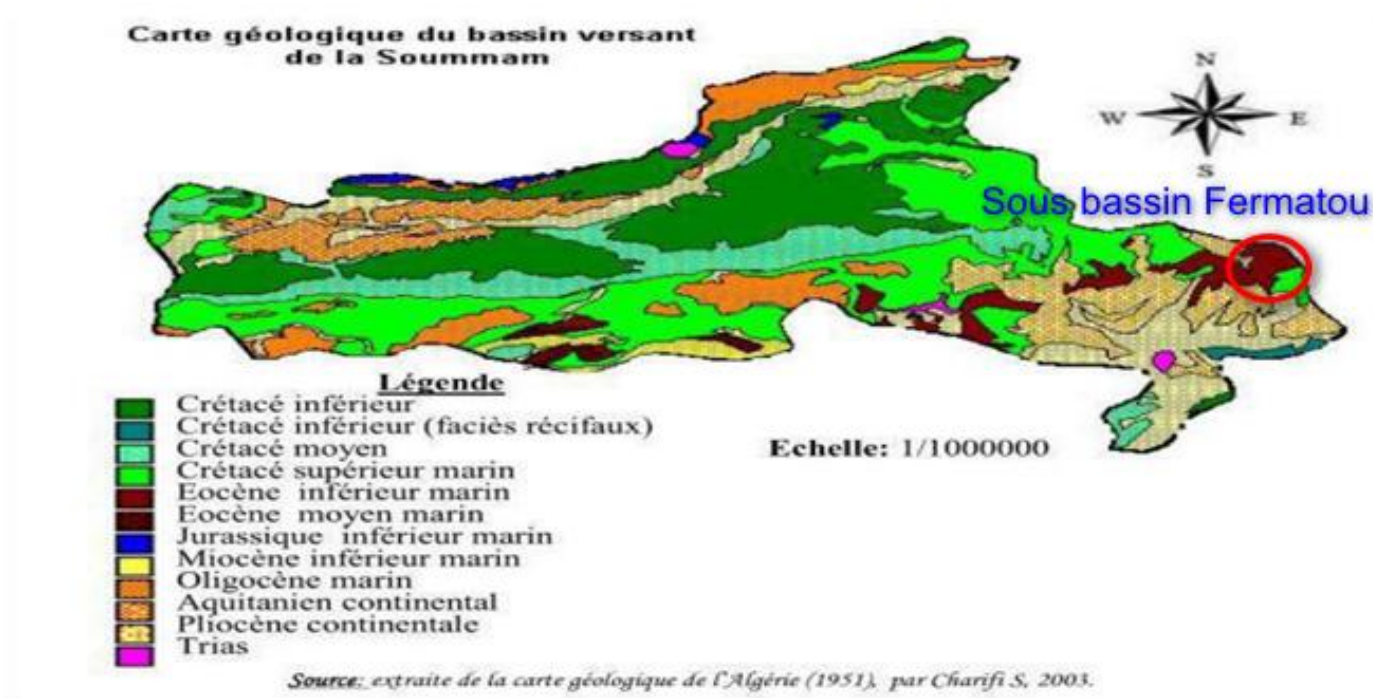 Carte géologique du bassin versant
de la Soummam
N
W
E
S
Sous bassin Fermatou
Légende
Crétacé inférieur
Crétacé inférieur (faciès récifaux)
Crétacé moyen
Crétacé supérieur marin
Eocène inférieur marin
Eocène moyen marin
Jurassique inférieur marin
Miocène inférieur marin
Oligocène marin
Aquitanien continental
Pliocène continentale
Trias
Echelle: 1/1000000
Source: extraite de la carte géologique de l'Algérie (1951), par Charifi S, 2003.